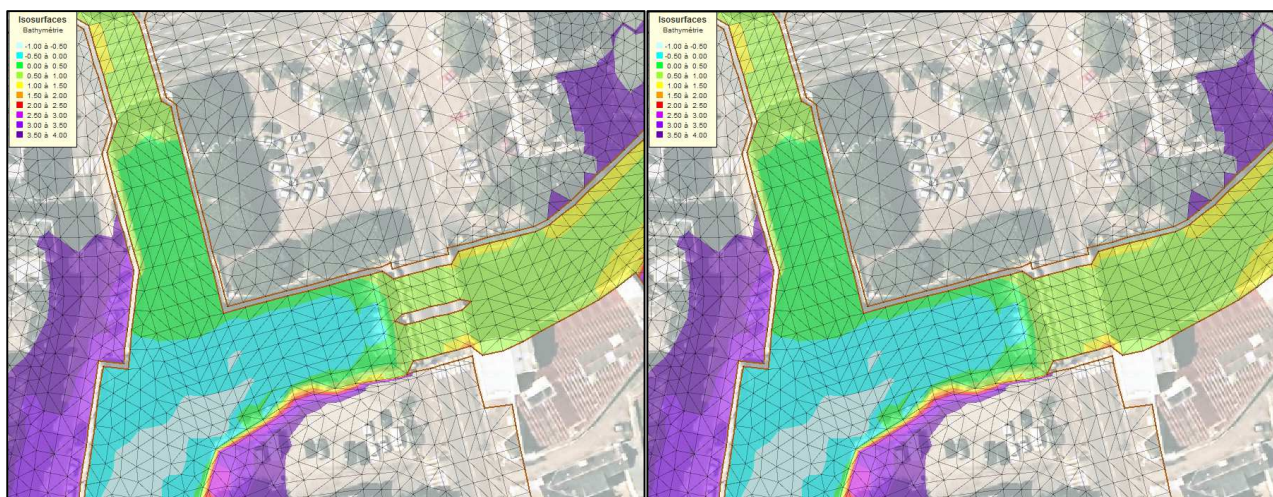 Isosurfaces
Bathymétrie
-1.00 à -0.50
-0.50 à 0.00
0.00 à 0.50
0.50 à 1.00
1.00 à 1.50
1.50 à 2.00
2.00 à 2.50
2.50 à 3.00
3.00 à 3.50
3.50 à 4.00
Isosurfaces
Bathymétrie
-1.00 à -0.50
-0.50 à 0.00
0.00 à 0.50
0.50 à 1.00
1.00 à 1.50
1.50 à 2.00
2.00 à 2.50
2.50 à 3.00
3.00 à 3.50
3.50 à 4.00